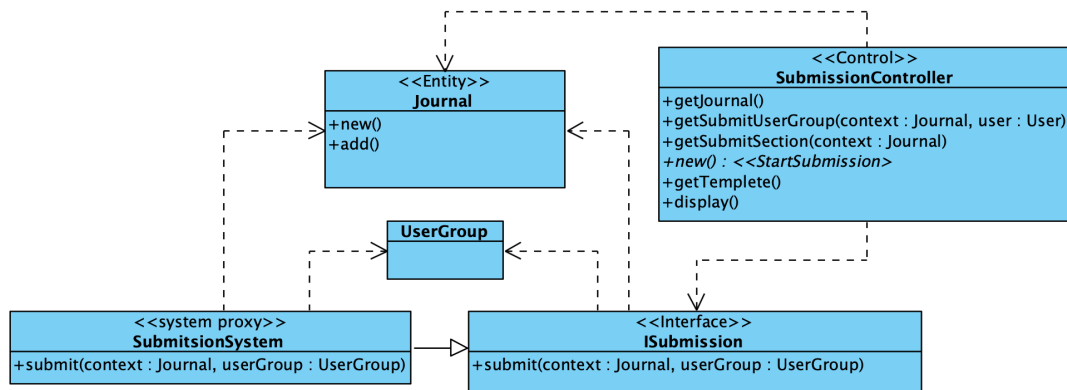 <<Entity>>
Journal
+new()
+add()
<<Control>>
SubmissionController
+getJournal()
+getSubmitUserGroup(context : Journal, user : User)
+getSubmitSection(context : Journal)
+new() : <<StartSubmission>
+getTemplete()
+display()
UserGroup
<<system proxy>>
SubmitsionSystem
+submit(context : Journal, userGroup : UserGroup)
<<Interface>>
ISubmission
+submit(context : Journal, userGroup : UserGroup)